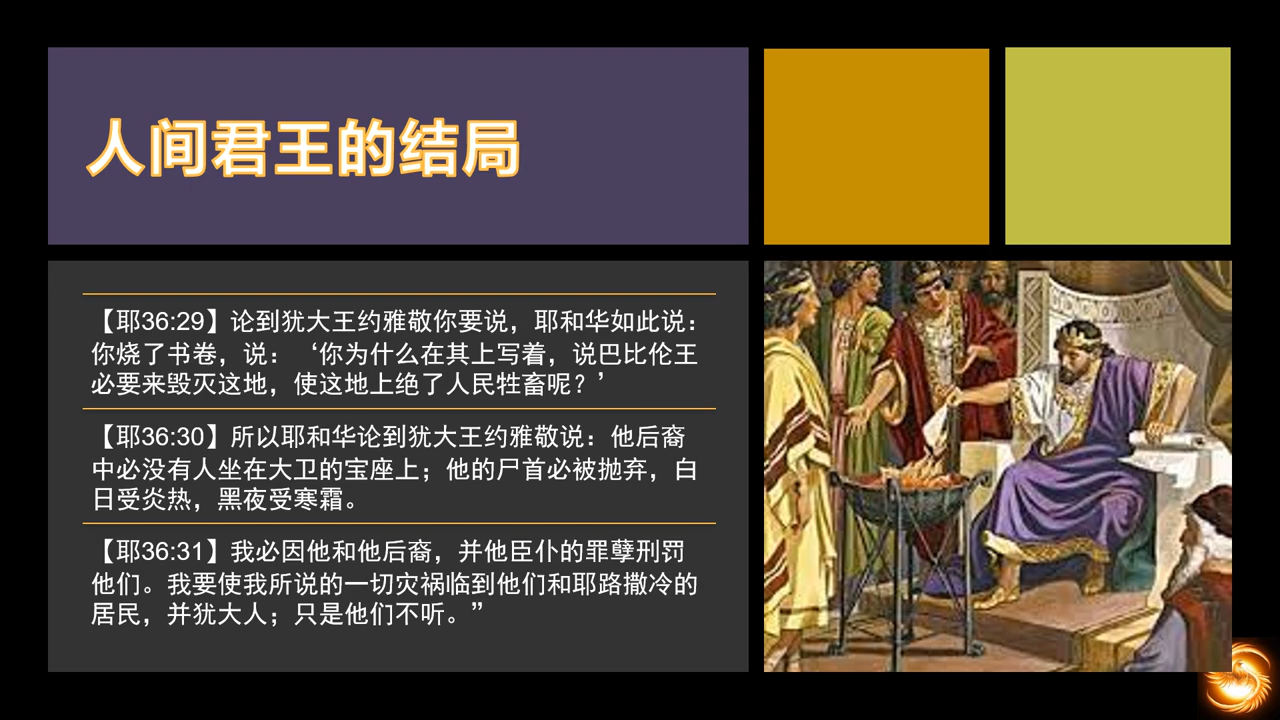 人间君王的结局
【耶36:29】论到犹大王约雅敬你要说，耶和华如此说：
你烧了书卷，说：‘你为什么在其上写着，说巴比伦王
必要来毁灭这地，使这地上绝了人民牲畜呢？’
【耶36:30】所以耶和华论到犹大王约雅敬说：他后裔
中必没有人坐在大卫的宝座上；他的尸首必被抛弃，白
日受炎热，黑夜受寒霜。
【耶36:31】我必因他和他后裔，并他臣仆的罪孽刑罚
他们。我要使我所说的一切灾祸临到他们和耶路撒冷的
居民，并犹大人；只是他们不听。”